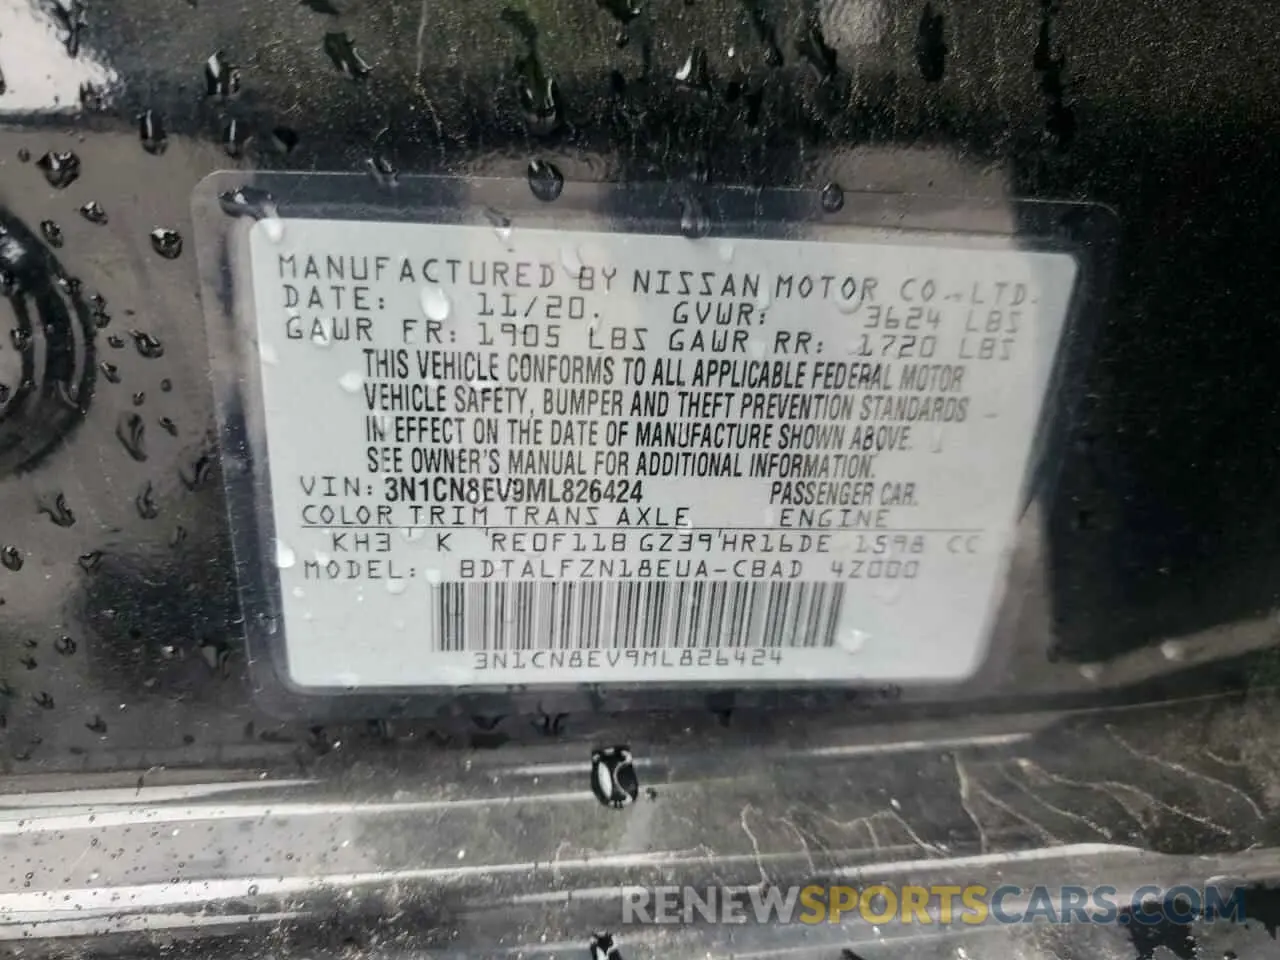 MANUFACTURED BY NISSAN MOTOR CO., LTD.
DATE: 11/20. GVWR: 3624 LBS
GAWR FR: 1905 LBS GAWR RR: 1720 LBS
THIS VEHICLE CONFORMS TO ALL APPLICABLE FEDERAL MOTOR
VEHICLE SAFETY, BUMPER AND THEFT PREVENTION STANDARDS
IN EFFECT ON THE DATE OF MANUFACTURE SHOWN ABOVE.
SEE OWNER'S MANUAL FOR ADDITIONAL INFORMATION.
VIN: 3N1CN8EV9ML826424 PASSENGER CAR.
COLOR TRIM TRANS AXLE ENGINE
KH3 K RE0F11B GZ39 HR16DE 1598 CC
MODEL: BDTALFZN18EUA-CBAD 4Z000
3N1CN8EV9ML826424
RENEWSPORTSCARS.COM